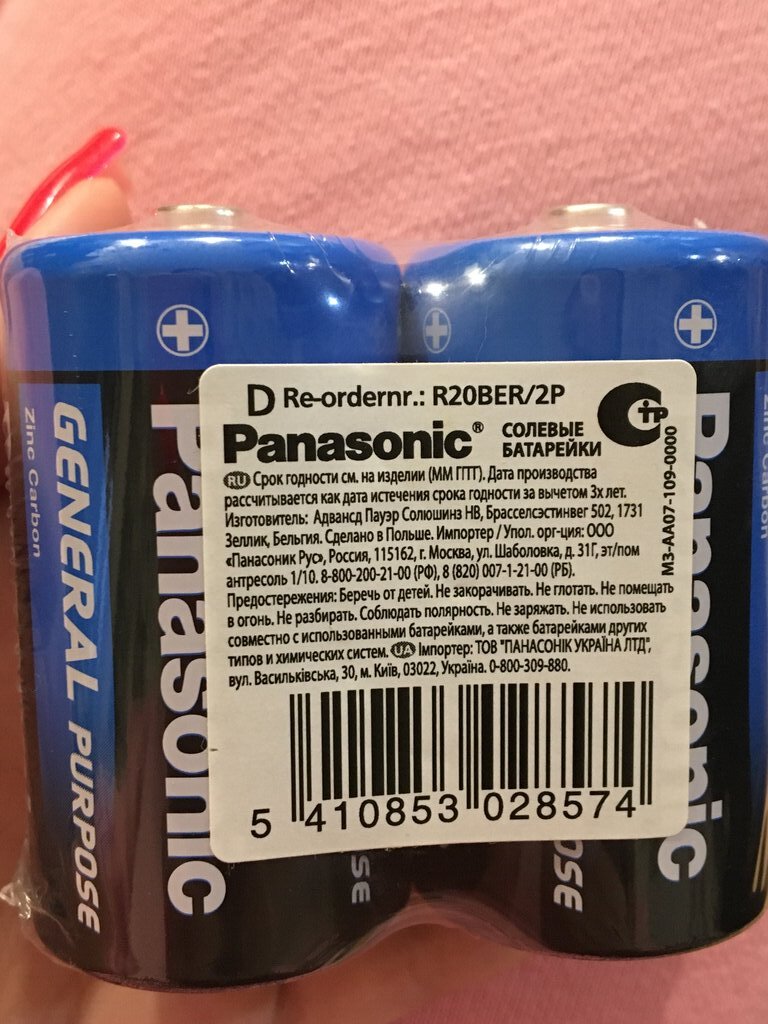 D Re-ordernr.: R20BER/2P
Panasonic® СОЛЕВЫЕ
БАТАРЕЙКИ
RU Срок годности см. на изделии (ММ ГГГГ). Дата производства
рассчитывается как дата истечения срока годности за вычетом 3х лет.
Изготовитель: Адвансд Пауэр Солюшинз НВ, Брасселсэстинвег 502, 1731
Зеллик, Бельгия. Сделано в Польше. Импортер / Упол. орг-ция: ООО
«Панасоник Рус», Россия, 115162, г. Москва, ул. Шаболовка, д. 31Г, эт/пом
антресоль 1/10. 8-800-200-21-00 (РФ), 8 (820) 007-1-21-00 (РБ).
Предостережения: Беречь от детей. Не закорачивать. Не глотать. Не помещать
в огонь. Не разбирать. Соблюдать полярность. Не заряжать. Не использовать
совместно с использованными батарейками, а также батарейками других
типов и химических систем. UA Імпортер: ТОВ "ПАНАСОНІК УКРАЇНА ЛТД",
вул. Васильківська, 30, м. Київ, 03022, Україна. 0-800-309-880.
M3-AA07-109-0000
5 410853 028574
Zinc Carbon
GENERAL PURPOSE
Panasonic
SE
Panasonic
OSE
Zinc Carbon